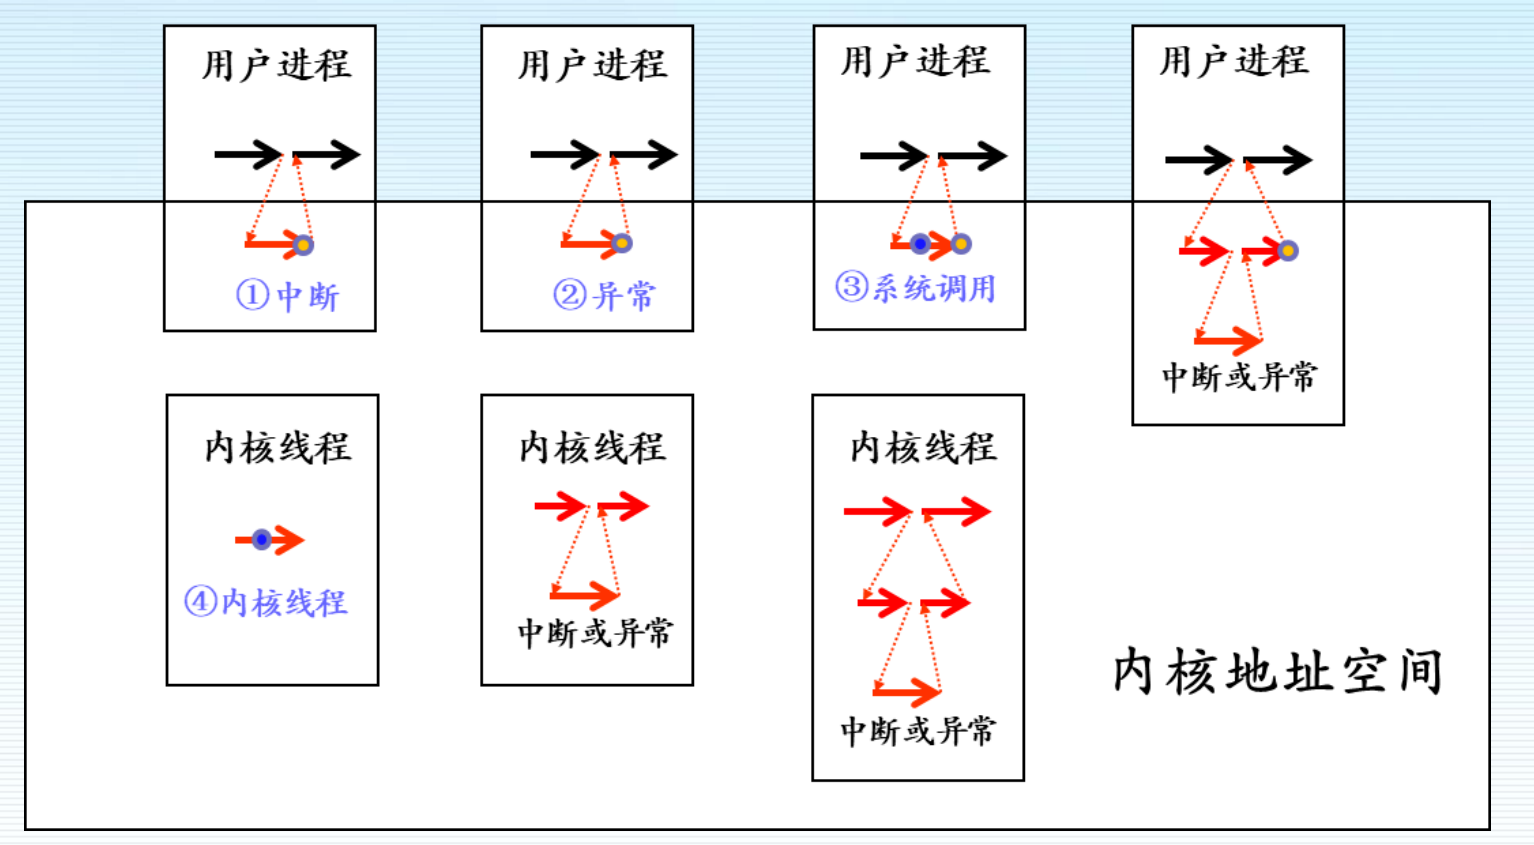 用户进程
用户进程
用户进程
用户进程
①中断
②异常
③系统调用
中断或异常
内核线程
内核线程
内核线程
④内核线程
中断或异常
中断或异常
内核地址空间